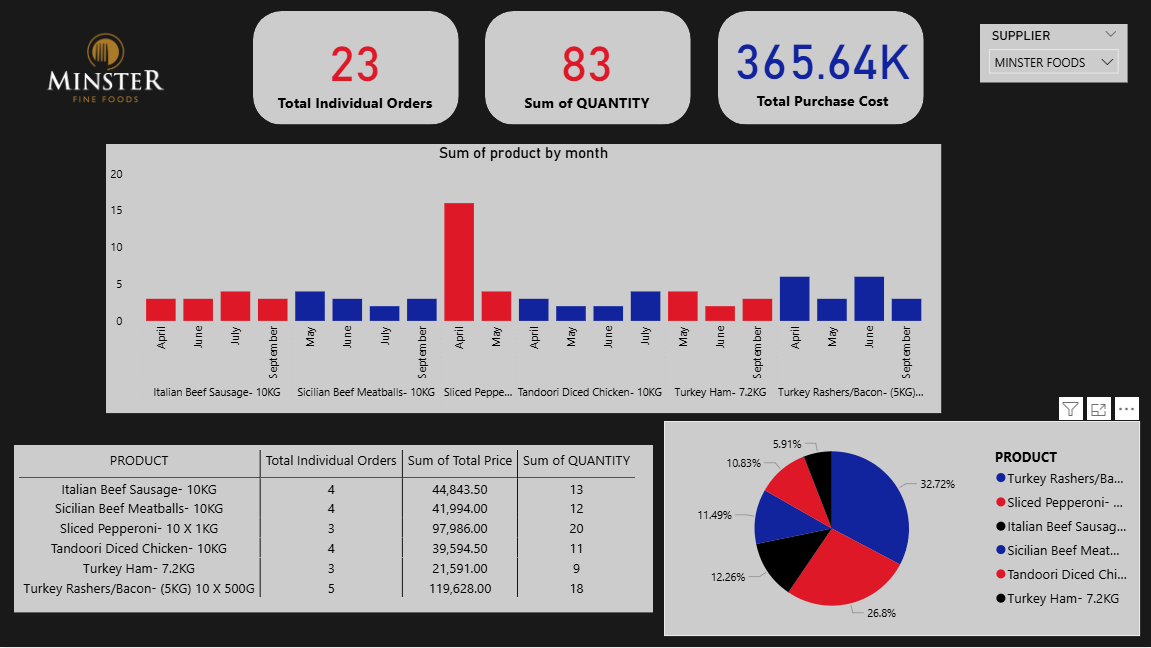 MINSTER
FINE FOODS
23
Total Individual Orders
83
Sum of QUANTITY
365.64K
Total Purchase Cost
SUPPLIER
MINSTER FOODS
Sum of product by month
20
15
10
5
0
April June July September May June July September April May April May June July May June September April May June September
Italian Beef Sausage- 10KG Sicilian Beef Meatballs- 10KG Sliced Peppe... Tandoori Diced Chicken- 10KG Turkey Ham- 7.2KG Turkey Rashers/Bacon- (5KG)...
PRODUCT Total Individual Orders Sum of Total Price Sum of QUANTITY
Italian Beef Sausage- 10KG 4 44,843.50 13
Sicilian Beef Meatballs- 10KG 4 41,994.00 12
Sliced Pepperoni- 10 X 1KG 3 97,986.00 20
Tandoori Diced Chicken- 10KG 4 39,594.50 11
Turkey Ham- 7.2KG 3 21,591.00 9
Turkey Rashers/Bacon- (5KG) 10 X 500G 5 119,628.00 18
5.91%
10.83%
11.49%
12.26%
32.72%
26.8%
PRODUCT
Turkey Rashers/Ba...
Sliced Pepperoni- ...
Italian Beef Sausag...
Sicilian Beef Meat...
Tandoori Diced Chi...
Turkey Ham- 7.2KG